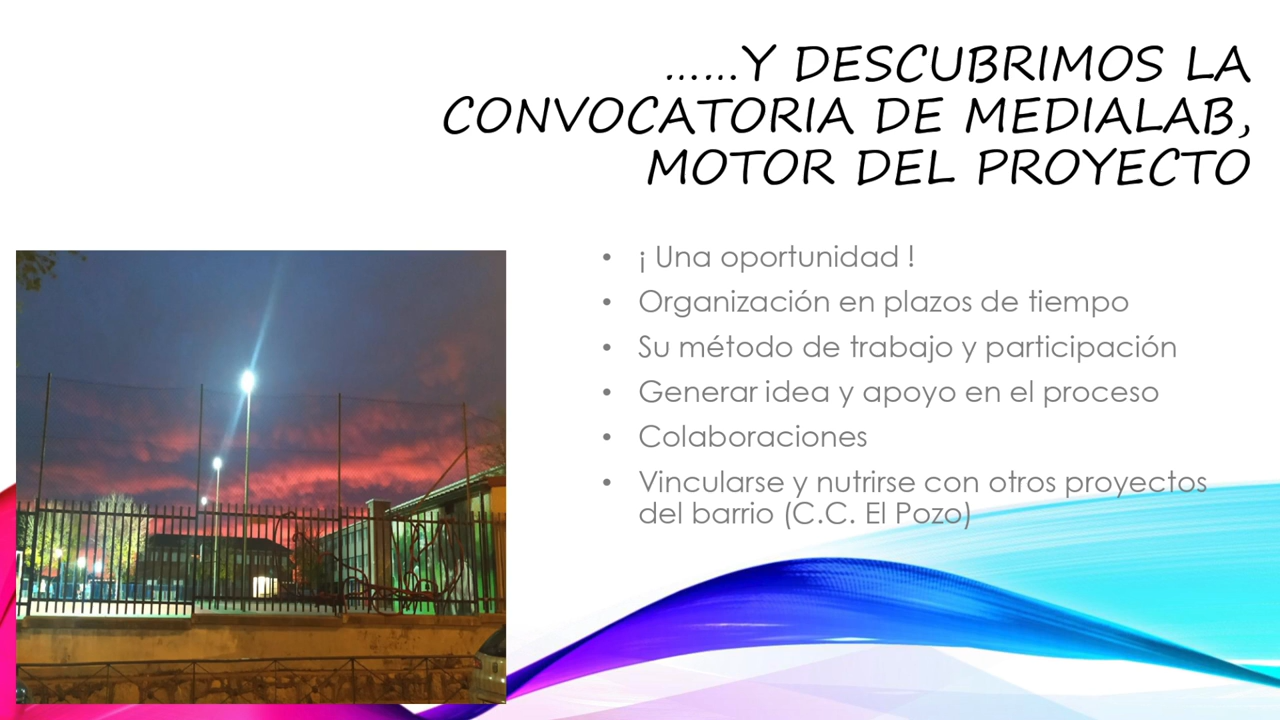 ......Y DESCUBRIMOS LA
CONVOCATORIA DE MEDIALAB,
MOTOR DEL PROYECTO
• ¡ Una oportunidad !
• Organización en plazos de tiempo
• Su método de trabajo y participación
• Generar idea y apoyo en el proceso
• Colaboraciones
• Vincularse y nutrirse con otros proyectos
del barrio (C.C. El Pozo)